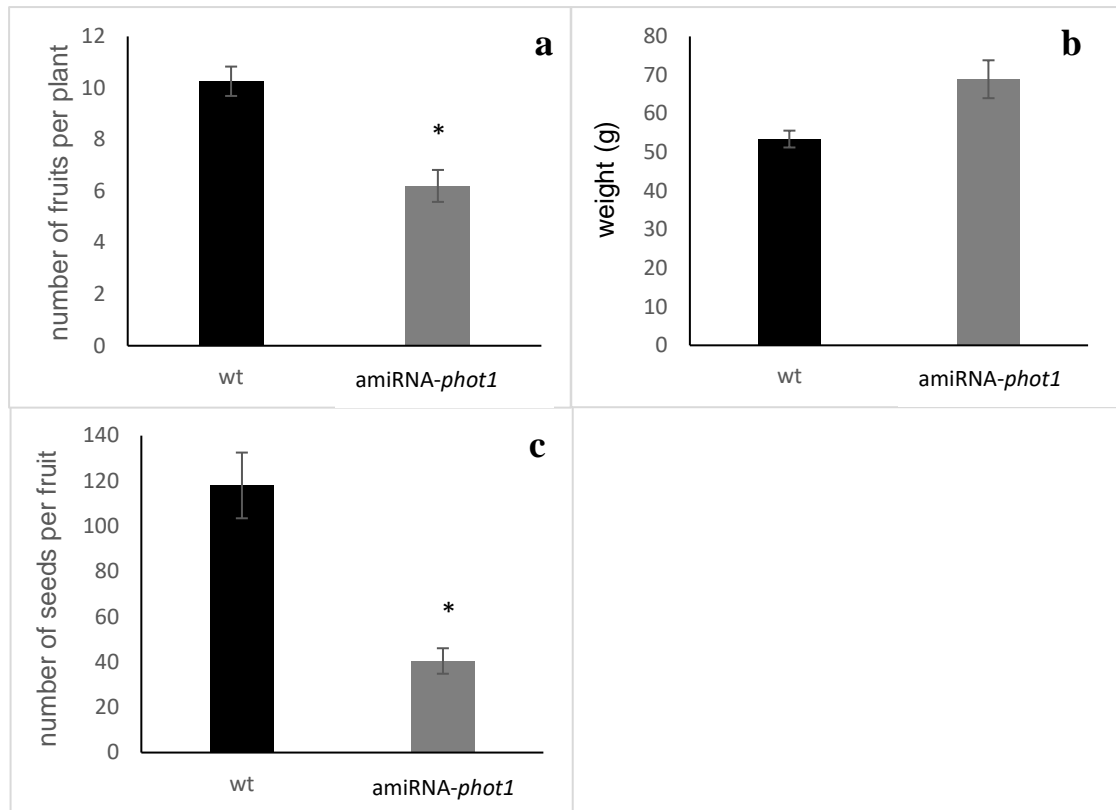 a
number of fruits per plant
12
10
8
6
4
2
0
*
wt
amiRNA-phot1
b
weight (g)
80
70
60
50
40
30
20
10
0
wt
amiRNA-phot1
c
number of seeds per fruit
140
120
100
80
60
40
20
0
*
wt
amiRNA-phot1